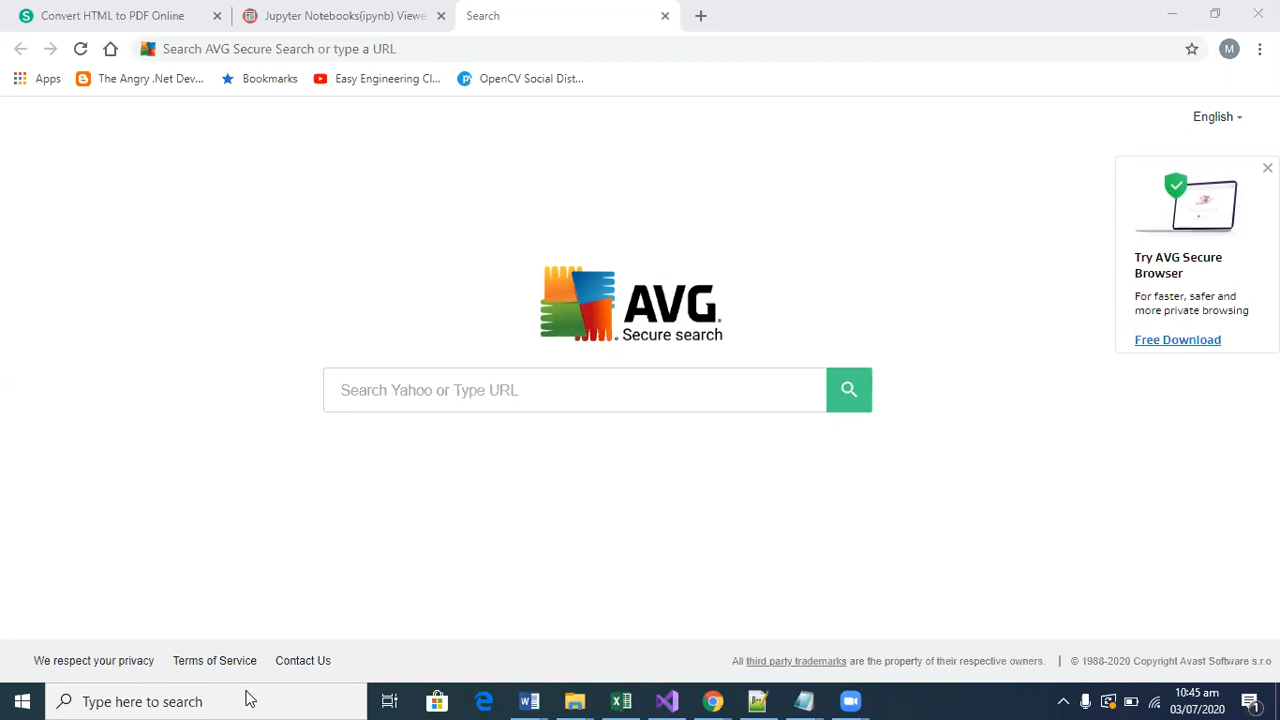 Convert HTML to PDF Online
Jupyter Notebooks(ipynb) Viewe
Search
Search AVG Secure Search or type a URL
M
Apps
The Angry .Net Dev...
Bookmarks
Easy Engineering Cl...
OpenCV Social Dist...
English
Try AVG Secure
Browser
For faster, safer and
more private browsing
Free Download
AVG
Secure search
Search Yahoo or Type URL
We respect your privacy
Terms of Service
Contact Us
All third party trademarks are the property of their respective owners. | © 1988-2020 Copyright Avast Software s.r.o
Type here to search
10:45 am
03/07/2020
1